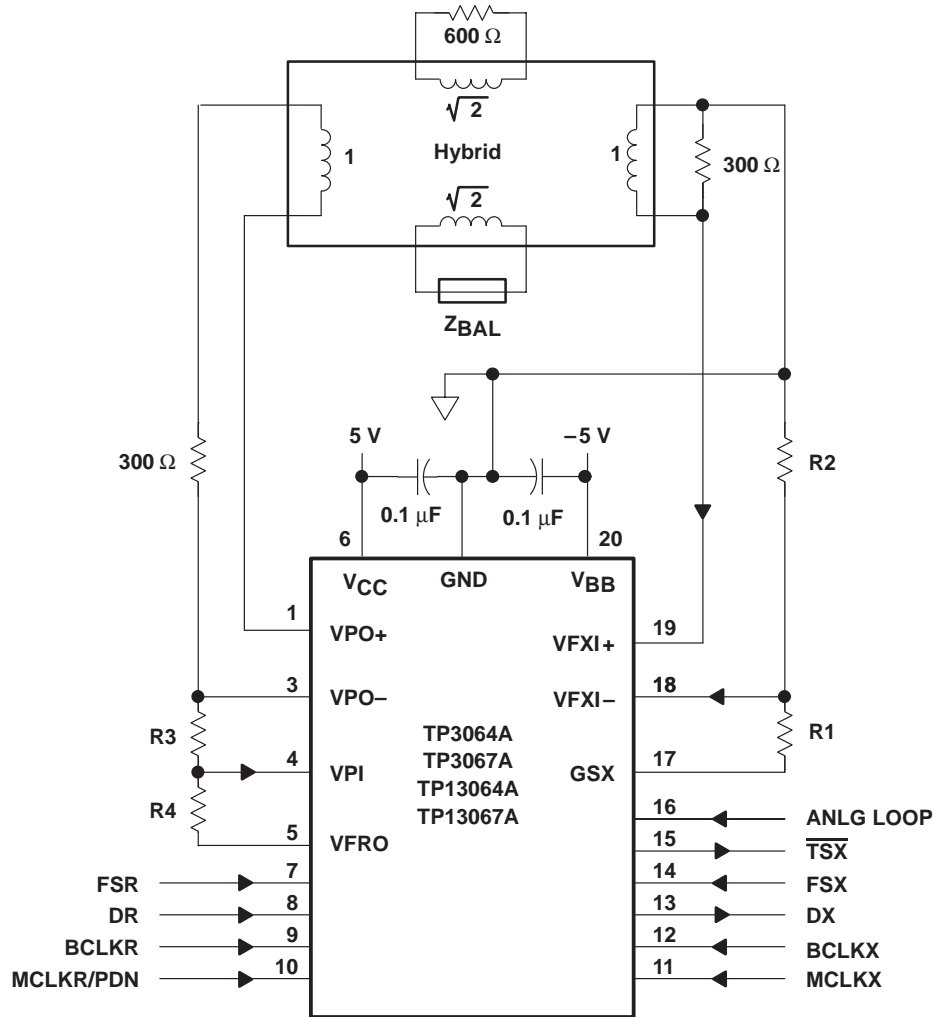 600 Ω
√2
1
Hybrid
1
300 Ω
√2
ZBAL
5 V
–5 V
300 Ω
R2
0.1 μF
0.1 μF
6
20
VCC
GND
VBB
1
VPO+
19
VFXI+
3
VPO–
18
VFXI–
R3
R1
TP3064A
TP3067A
TP13064A
TP13067A
4
VPI
17
GSX
R4
5
VFRO
16
ANLG LOOP
15
TSX
FSR
7
14
FSX
DR
8
13
DX
BCLKR
9
12
BCLKX
MCLKR/PDN
10
11
MCLKX